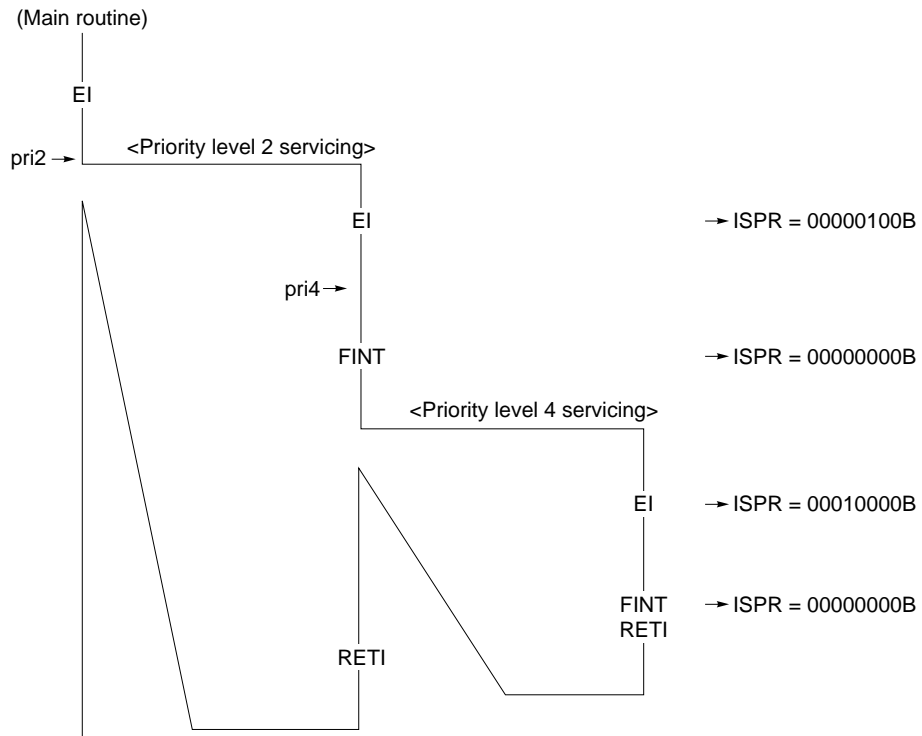 (Main routine)
EI
pri2 → <Priority level 2 servicing>
EI → ISPR = 00000100B
pri4 →
FINT → ISPR = 00000000B
<Priority level 4 servicing>
EI → ISPR = 00010000B
FINT → ISPR = 00000000B
RETI
RETI